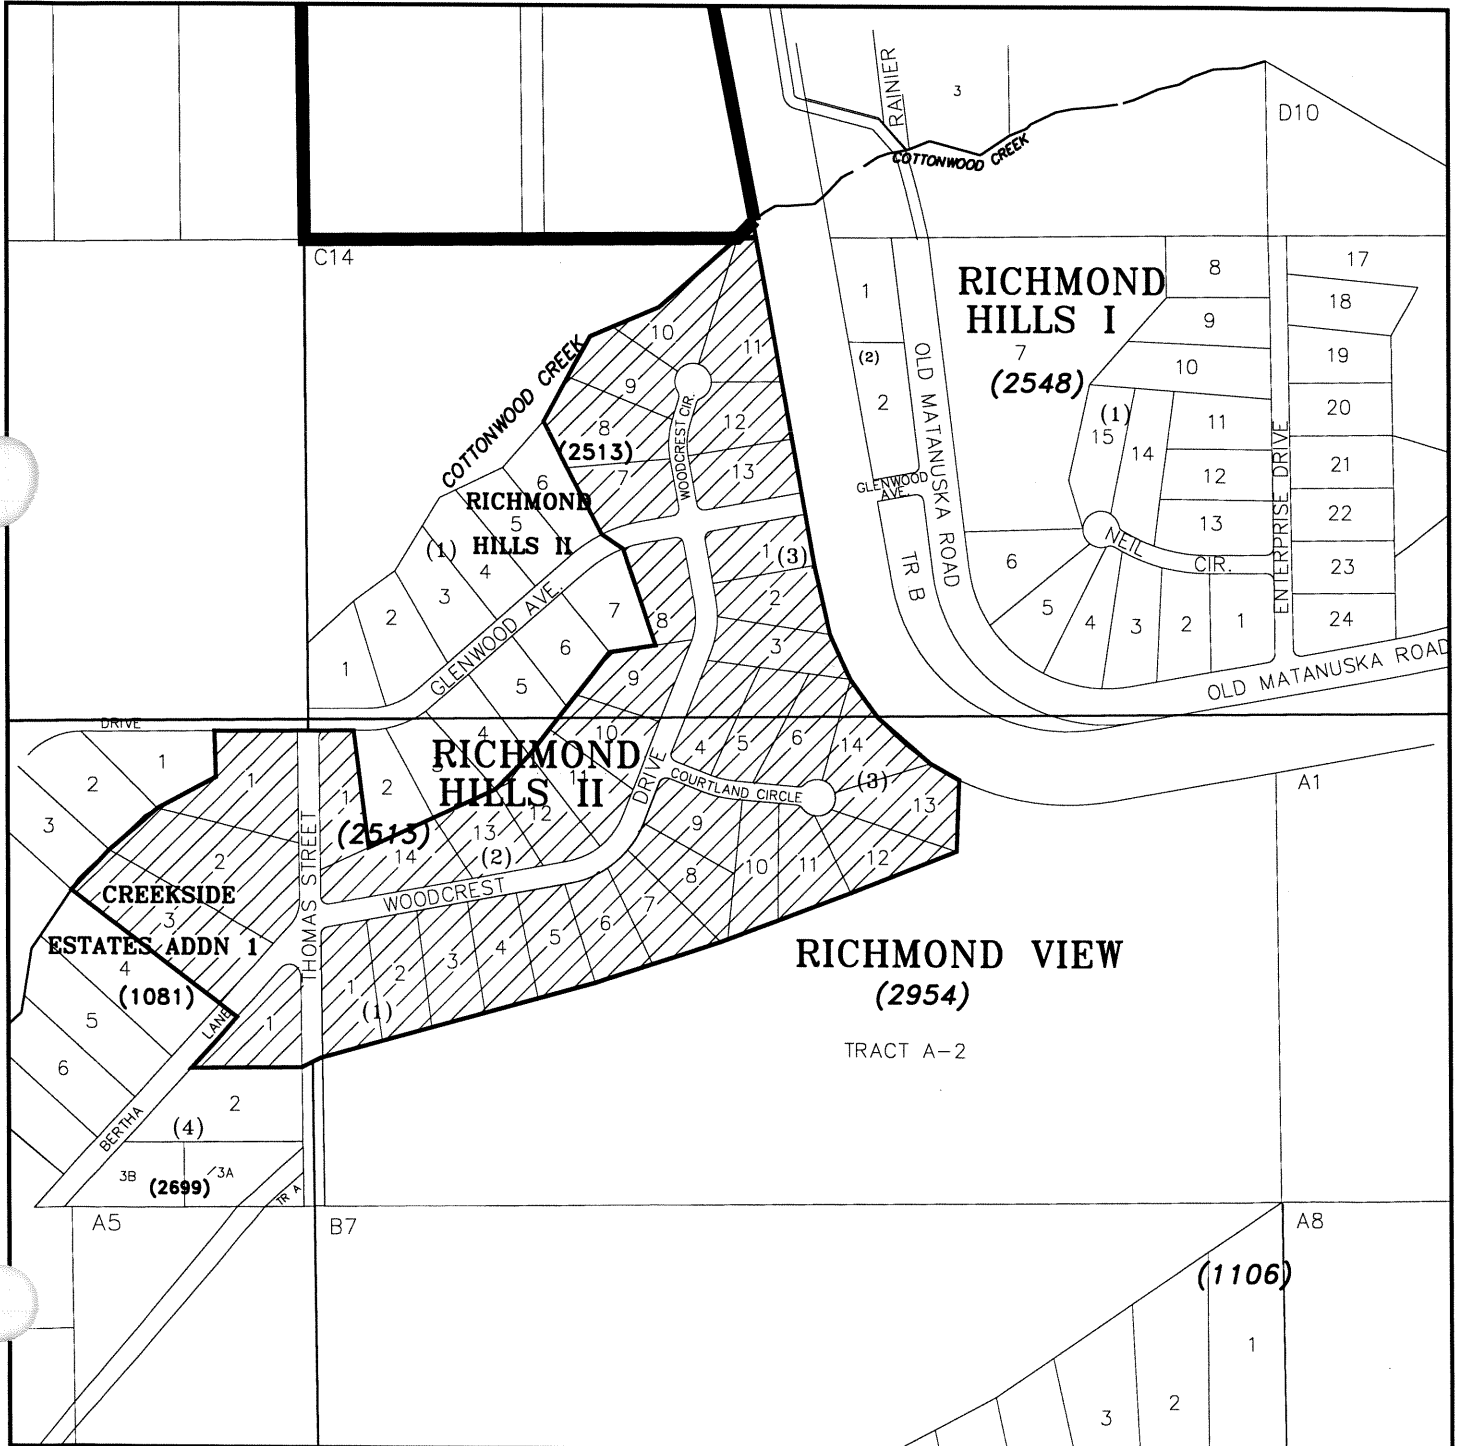 RAINIER
3
COTTONWOOD CREEK
D10
C14
RICHMOND
HILLS I
7
(2548)
8
9
10
17
18
19
20
21
22
23
24
1
(2)
2
OLD MATANUSKA ROAD
GLENWOOD
AVE.
TR B
(1)
15
14
11
12
13
ENTERPRISE DRIVE
NEIL
CIR.
6
5
4
3
2
1
OLD MATANUSKA ROAD
COTTONWOOD CREEK
10
11
9
8
(2513)
7
12
13
WOODCREST CIR.
6
RICHMOND
5
HILLS II
(1)
4
3
2
1
GLENWOOD AVE.
7
6
5
4
3
2
1
1
(3)
2
3
8
9
10
11
12
13
14
(2)
RICHMOND
HILLS II
(2513)
DRIVE
4
5
6
14
(3)
13
COURTLAND CIRCLE
9
8
10
11
12
7
6
5
4
3
2
1
(1)
WOODCREST
THOMAS STREET
DRIVE
1
2
3
1
2
CREEKSIDE
3
ESTATES ADDN 1
4
(1081)
5
6
1
LANE
BERTHA
2
(4)
3B
(2699)
3A
TR A
RICHMOND VIEW
(2954)
TRACT A-2
A1
A5
B7
A8
(1106)
1
2
3